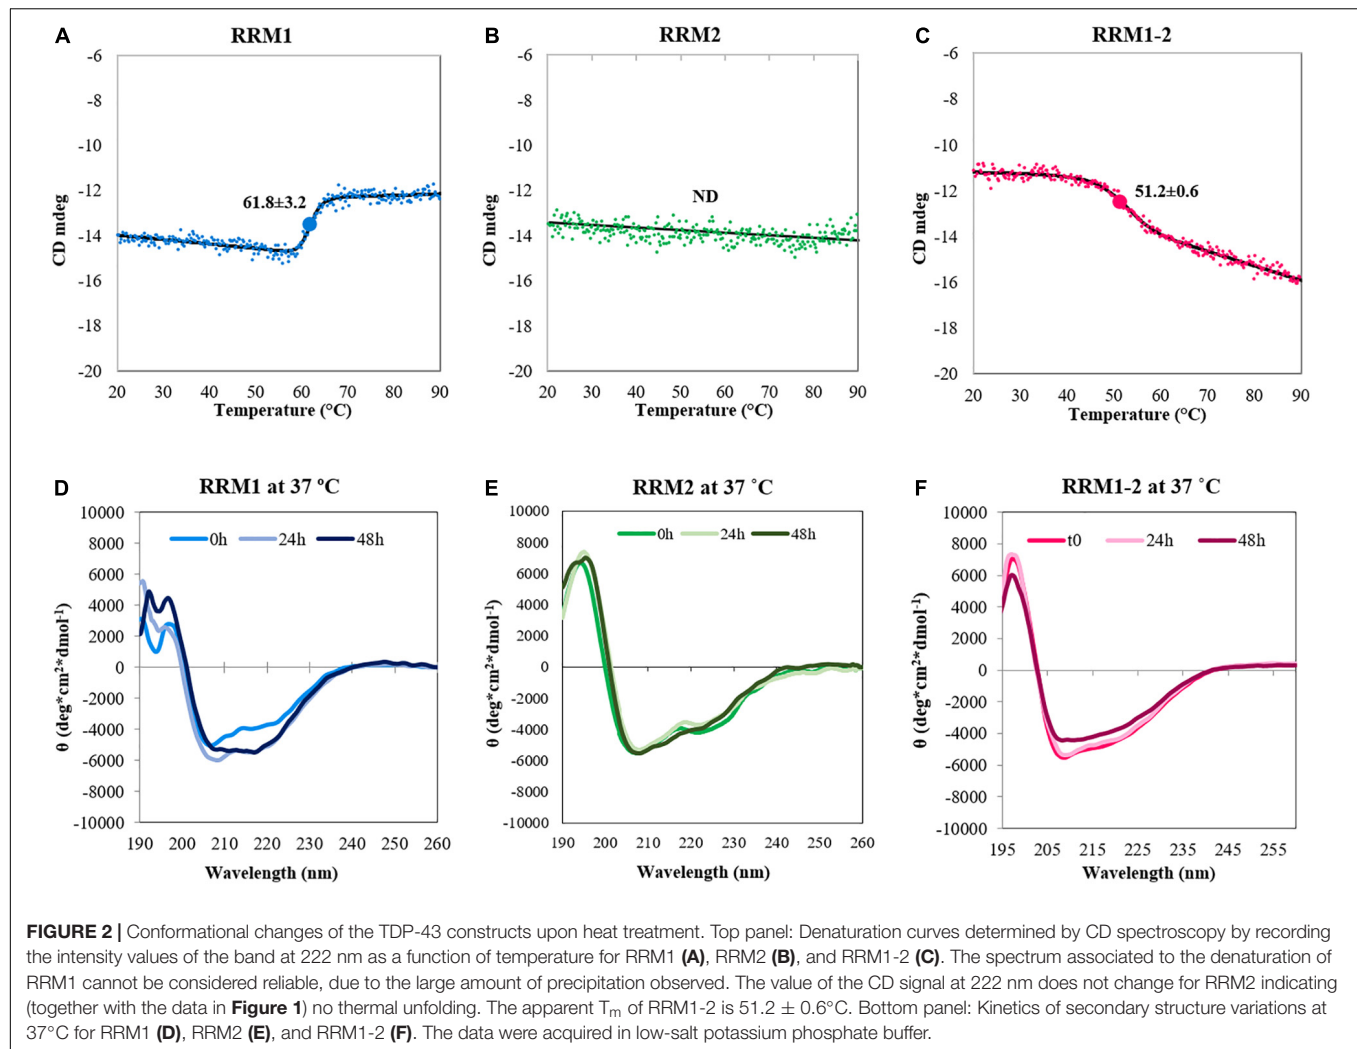 A
RRM1
-6
-8
-10
-12
-14
-16
-18
-20
CD mdeg
61.8±3.2
20 30 40 50 60 70 80 90
Temperature (°C)
B
RRM2
-6
-8
-10
-12
-14
-16
-18
-20
CD mdeg
ND
20 30 40 50 60 70 80 90
Temperature (°C)
C
RRM1-2
-6
-8
-10
-12
-14
-16
-18
-20
CD mdeg
51.2±0.6
20 30 40 50 60 70 80 90
Temperature (°C)
D
RRM1 at 37 ºC
10000
8000
6000
4000
2000
0
-2000
-4000
-6000
-8000
-10000
θ (deg*cm²*dmol⁻¹)
0h 24h 48h
190 200 210 220 230 240 250 260
Wavelength (nm)
E
RRM2 at 37 ˚C
10000
8000
6000
4000
2000
0
-2000
-4000
-6000
-8000
-10000
θ (deg*cm²*dmol⁻¹)
0h 24h 48h
190 200 210 220 230 240 250 260
Wavelength (nm)
F
RRM1-2 at 37 ˚C
10000
8000
6000
4000
2000
0
-2000
-4000
-6000
-8000
-10000
θ (deg*cm²*dmol⁻¹)
t0 24h 48h
195 205 215 225 235 245 255
Wavelength (nm)
FIGURE 2 | Conformational changes of the TDP-43 constructs upon heat treatment. Top panel: Denaturation curves determined by CD spectroscopy by recording
the intensity values of the band at 222 nm as a function of temperature for RRM1 (A), RRM2 (B), and RRM1-2 (C). The spectrum associated to the denaturation of
RRM1 cannot be considered reliable, due to the large amount of precipitation observed. The value of the CD signal at 222 nm does not change for RRM2 indicating
(together with the data in Figure 1) no thermal unfolding. The apparent Tm of RRM1-2 is 51.2 ± 0.6°C. Bottom panel: Kinetics of secondary structure variations at
37°C for RRM1 (D), RRM2 (E), and RRM1-2 (F). The data were acquired in low-salt potassium phosphate buffer.